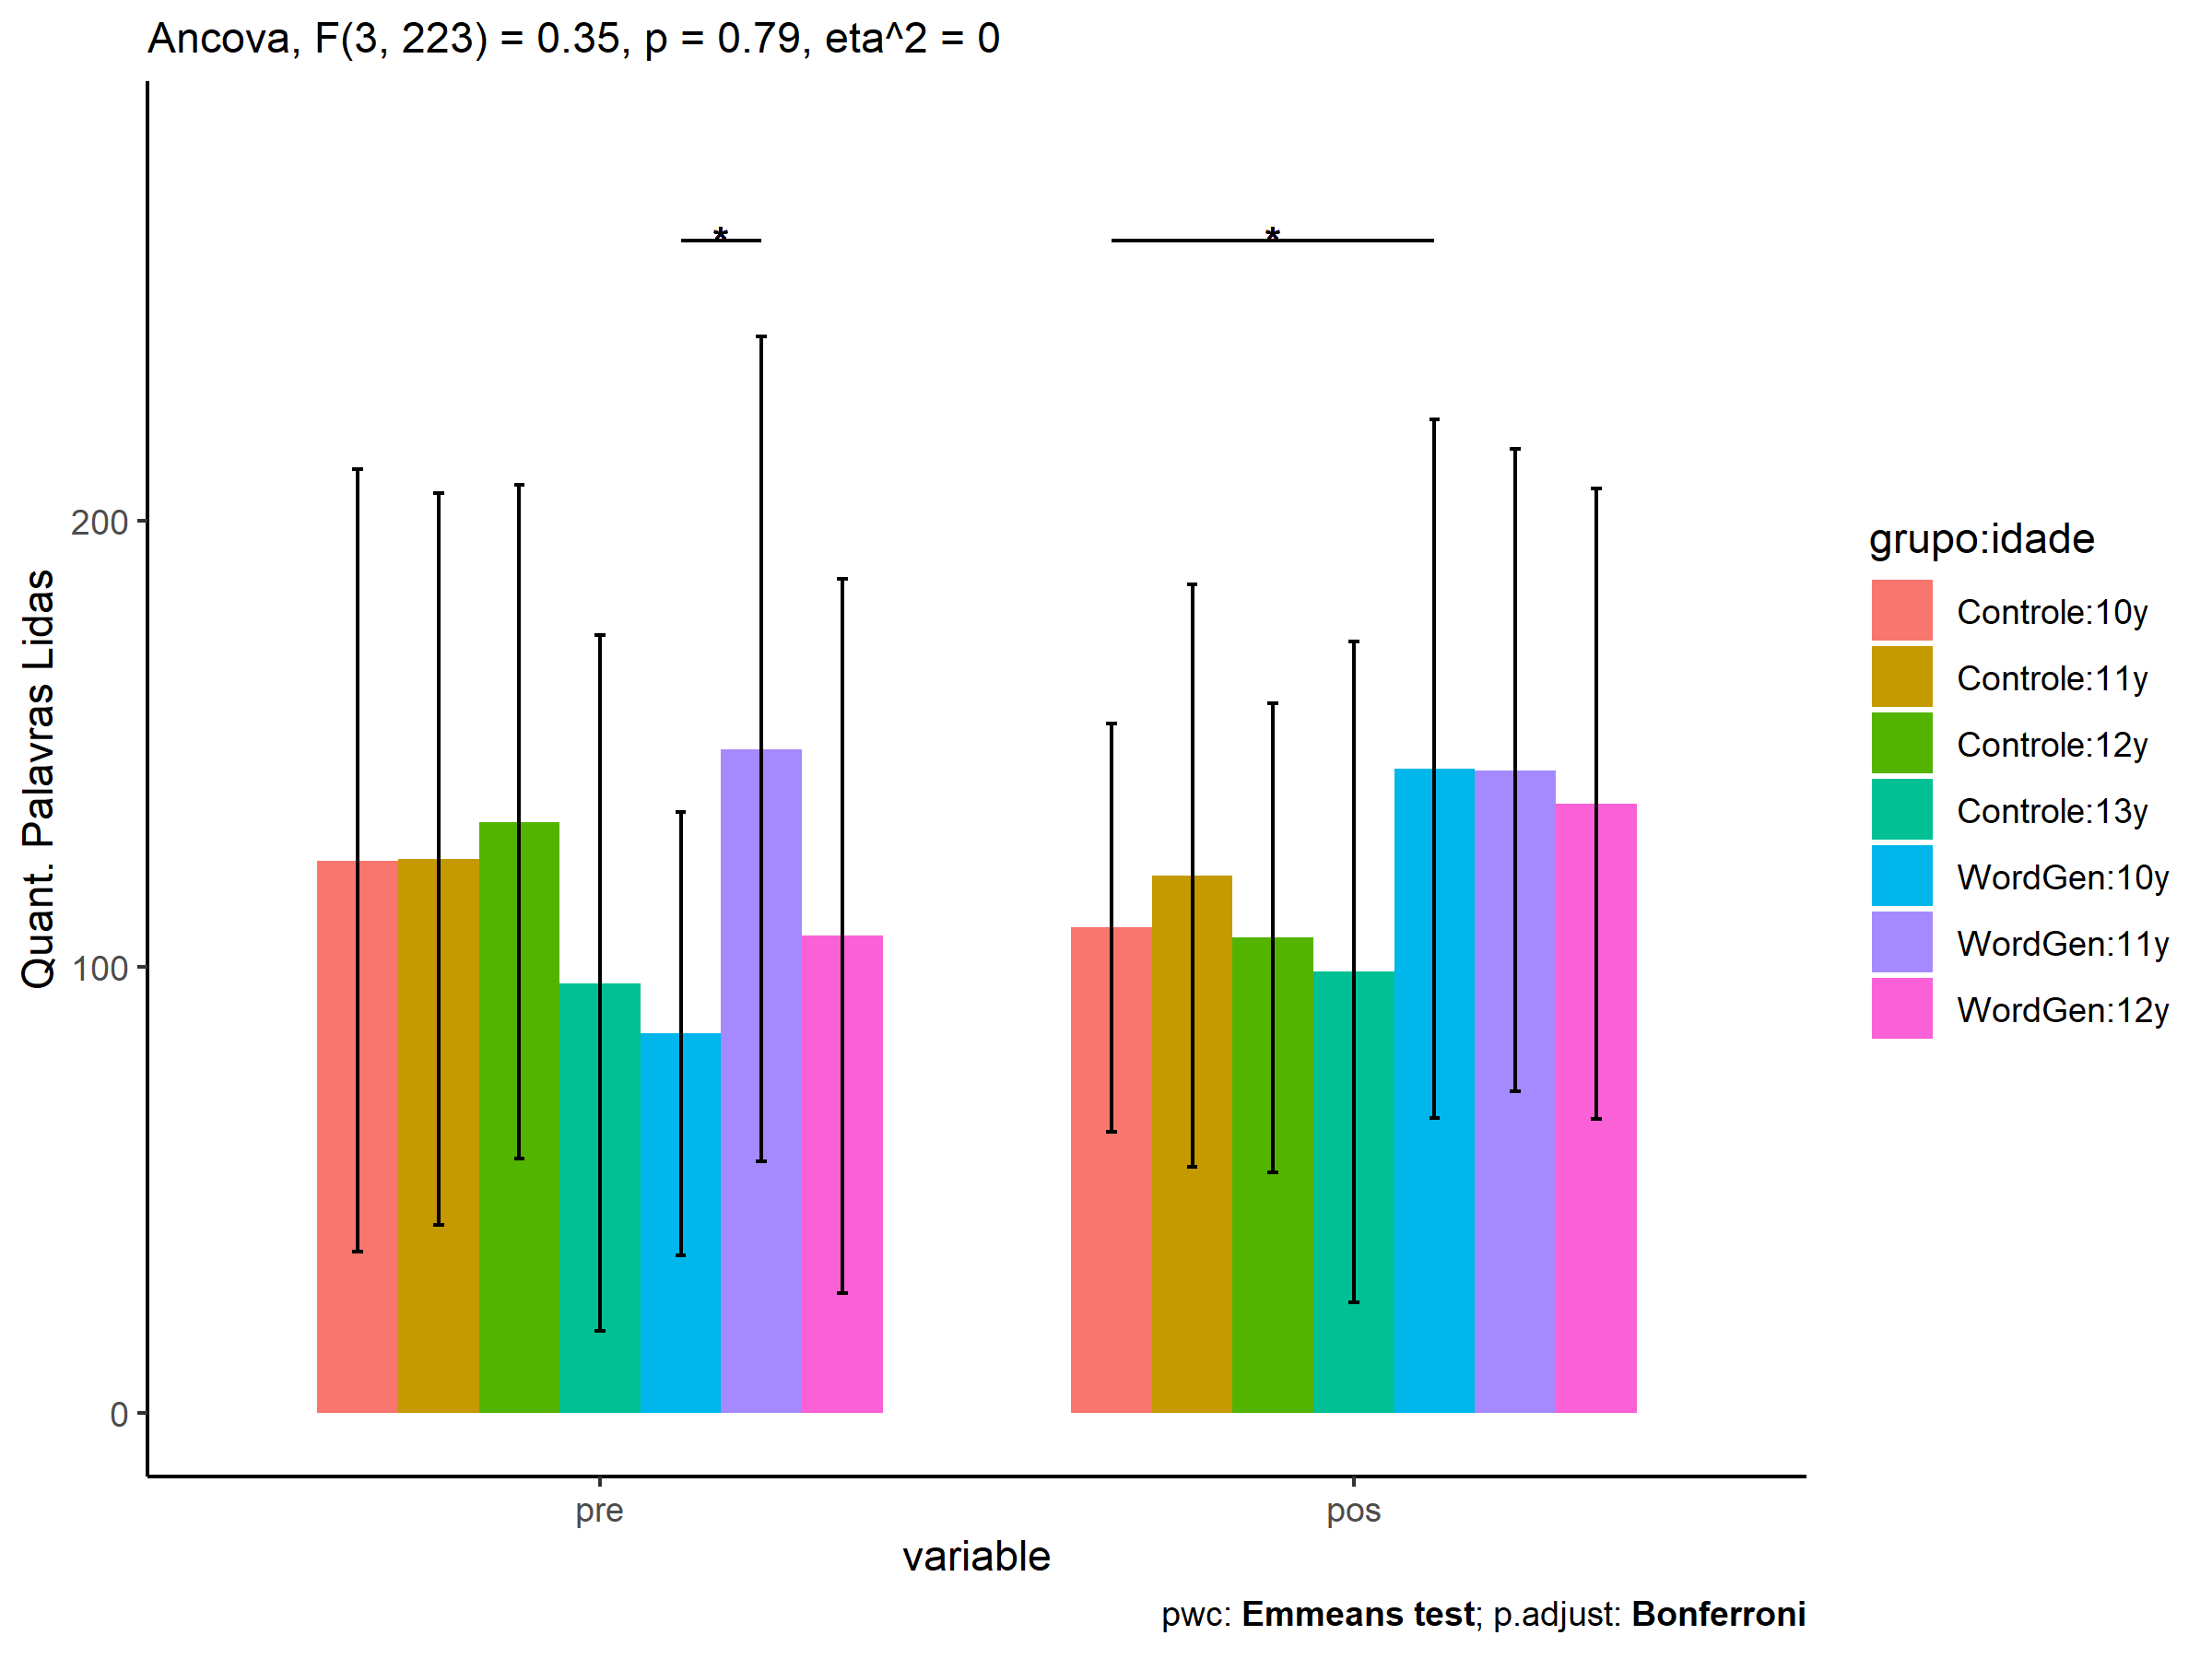 Ancova, F(3, 223) = 0.35, p = 0.79, eta^2 = 0
*
*
200
100
0
Quant. Palavras Lidas
pre
pos
variable
grupo:idade
Controle:10y
Controle:11y
Controle:12y
Controle:13y
WordGen:10y
WordGen:11y
WordGen:12y
pwc: Emmeans test; p.adjust: Bonferroni